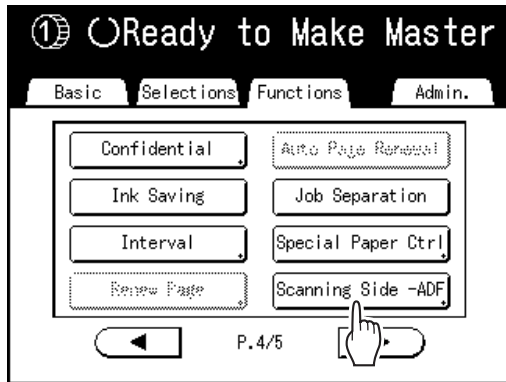 ① Ready to Make Master
Basic Selections Functions Admin.
Confidential Auto Page Renewal
Ink Saving Job Separation
Interval Special Paper Ctrl
Renew Page Scanning Side -ADF
P.4/5